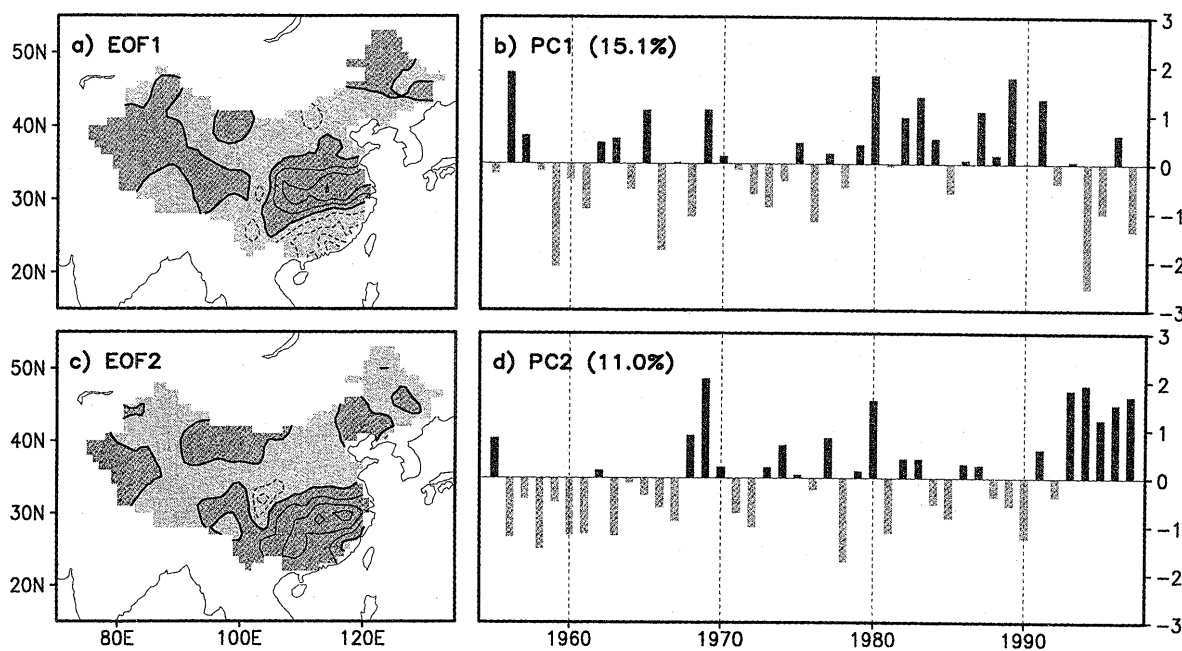 a) EOF1
50N
40N
30N
20N
b) PC1 (15.1%)
3
2
1
0
-1
-2
-3
c) EOF2
50N
40N
30N
20N
80E 100E 120E
d) PC2 (11.0%)
3
2
1
0
-1
-2
-3
1960 1970 1980 1990